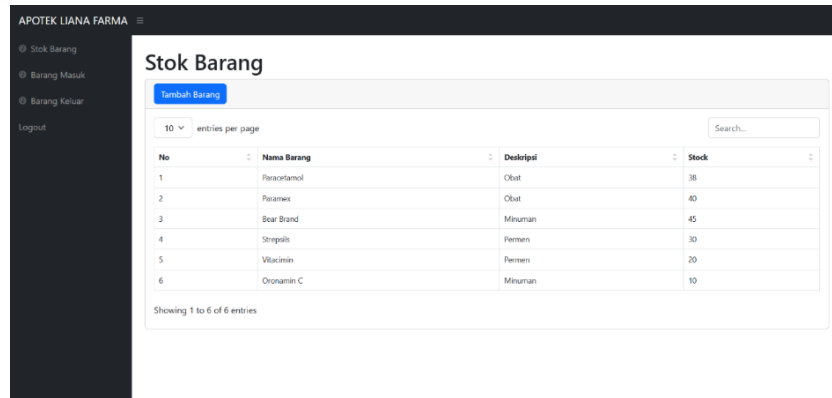 APOTEK LIANA FARMA
Stok Barang
Barang Masuk
Barang Keluar
Logout
Stok Barang
Tambah Barang
10 entries per page
Search...
No Nama Barang Deskripsi Stock
1 Paracetamol Obat 38
2 Paramex Obat 40
3 Bear Brand Minuman 45
4 Strepsils Permen 30
5 Vitacimin Permen 20
6 Oronamin C Minuman 10
Showing 1 to 6 of 6 entries